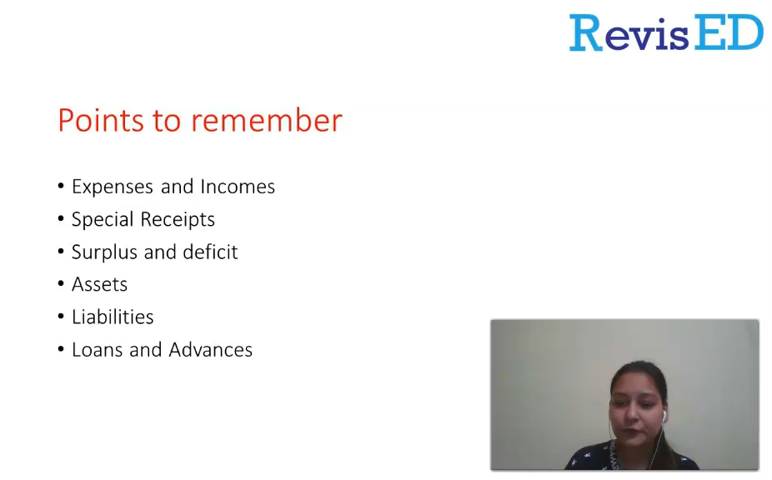 RevisED
Points to remember
• Expenses and Incomes
• Special Receipts
• Surplus and deficit
• Assets
• Liabilities
• Loans and Advances